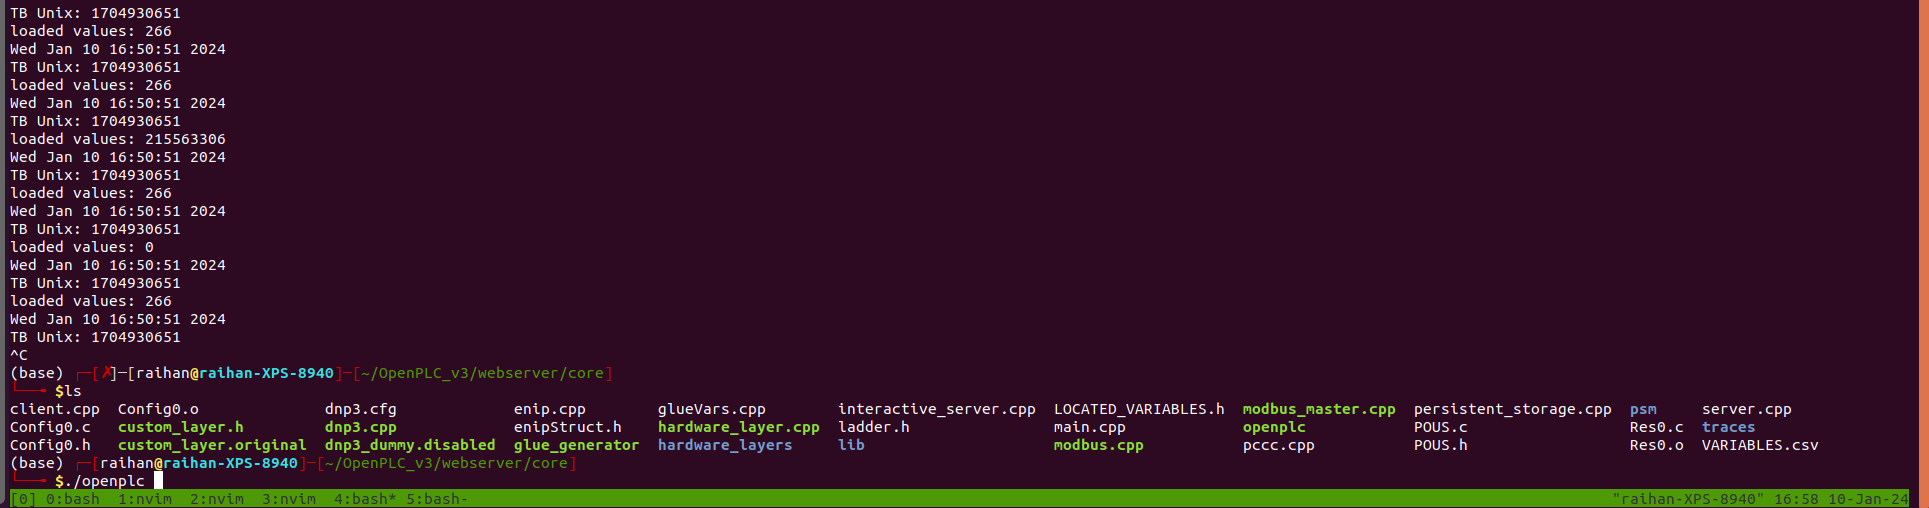 TB Unix: 1704930651
loaded values: 266
Wed Jan 10 16:50:51 2024
TB Unix: 1704930651
loaded values: 266
Wed Jan 10 16:50:51 2024
TB Unix: 1704930651
loaded values: 215563306
Wed Jan 10 16:50:51 2024
TB Unix: 1704930651
loaded values: 266
Wed Jan 10 16:50:51 2024
TB Unix: 1704930651
loaded values: 0
Wed Jan 10 16:50:51 2024
TB Unix: 1704930651
loaded values: 266
Wed Jan 10 16:50:51 2024
TB Unix: 1704930651
^C
(base) ┌─[✗]─[raihan@raihan-XPS-8940]─[~/OpenPLC_v3/webserver/core]
└──╼ $ls
client.cpp  Config0.o              dnp3.cfg             enip.cpp        glueVars.cpp        interactive_server.cpp  LOCATED_VARIABLES.h  modbus_master.cpp  persistent_storage.cpp  psm     server.cpp
Config0.c   custom_layer.h         dnp3.cpp             enipStruct.h    hardware_layer.cpp  ladder.h                main.cpp             openplc            POUS.c                  Res0.c  traces
Config0.h   custom_layer.original  dnp3_dummy.disabled  glue_generator  hardware_layers     lib                     modbus.cpp           pccc.cpp           POUS.h                  Res0.o  VARIABLES.csv
(base) ┌─[raihan@raihan-XPS-8940]─[~/OpenPLC_v3/webserver/core]
└──╼ $./openplc
[0] 0:bash  1:nvim  2:nvim  3:nvim  4:bash* 5:bash- "raihan-XPS-8940" 16:58 10-Jan-24